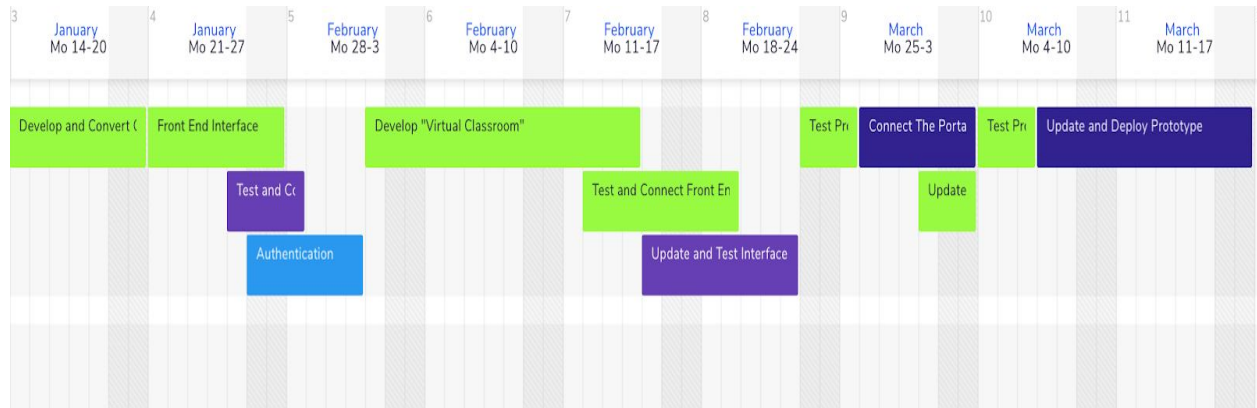 3 4 5 6 7 8 9 10 11
January January February February February February March March March
Mo 14-20 Mo 21-27 Mo 28-3 Mo 4-10 Mo 11-17 Mo 18-24 Mo 25-3 Mo 4-10 Mo 11-17
Develop and Convert Front End Interface Develop "Virtual Classroom" Test Connect The Porta Test Update and Deploy Prototype
Test and Test and Connect Front En Update
Authentication Update and Test Interface